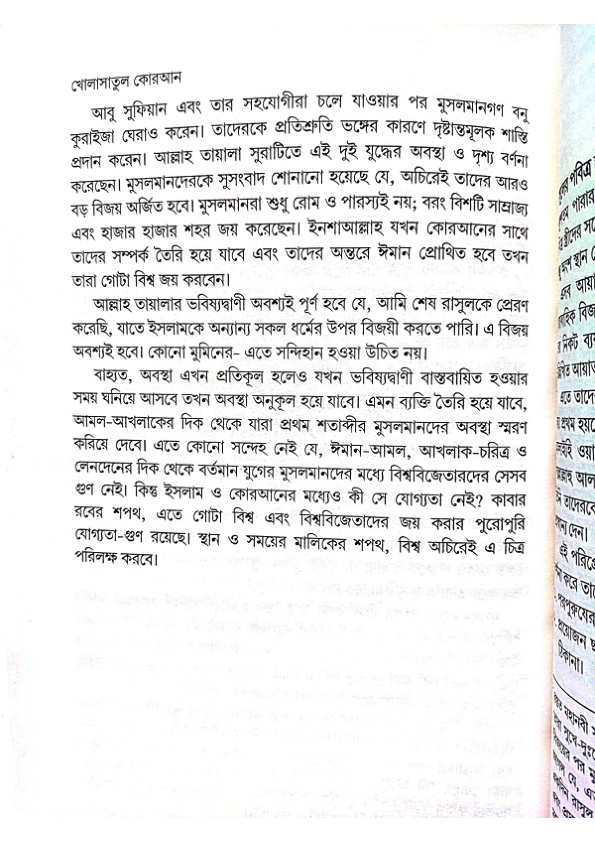 খোলাসাতুল কোরআন
আবু সুফিয়ান এবং তার সহযোগীরা চলে যাওয়ার পর মুসলমানগণ বনু
কুরাইজা ঘেরাও করেন। তাদেরকে প্রতিশ্রুতি ভঙ্গের কারণে দৃষ্টান্তমূলক শাস্তি
প্রদান করেন। আল্লাহ তায়ালা সুরাটিতে এই দুই যুদ্ধের অবস্থা ও দৃশ্য বর্ণনা
করেছেন। মুসলমানদেরকে সুসংবাদ শোনানো হয়েছে যে, অচিরেই তাদের আরও
বড় বিজয় অর্জিত হবে। মুসলমানরা শুধু রোম ও পারস্যই নয়; বরং বিশটি সাম্রাজ্য
এবং হাজার হাজার শহর জয় করেছেন। ইনশাআল্লাহ যখন কোরআনের সাথে
তাদের সম্পর্ক তৈরি হয়ে যাবে এবং তাদের অন্তরে ঈমান প্রোথিত হবে তখন
তারা গোটা বিশ্ব জয় করবেন।
আল্লাহ তায়ালার ভবিষ্যদ্বাণী অবশ্যই পূর্ণ হবে যে, আমি শেষ রাসুলকে প্রেরণ
করেছি, যাতে ইসলামকে অন্যান্য সকল ধর্মের উপর বিজয়ী করতে পারি। এ বিজয়
অবশ্যই হবে। কোনো মুমিনের- এতে সন্দিহান হওয়া উচিত নয়।
বাহ্যত, অবস্থা এখন প্রতিকূল হলেও যখন ভবিষ্যদ্বাণী বাস্তবায়িত হওয়ার
সময় ঘনিয়ে আসবে তখন অবস্থা অনুকূল হয়ে যাবে। এমন ব্যক্তি তৈরি হয়ে যাবে,
আমল-আখলাকের দিক থেকে যারা প্রথম শতাব্দীর মুসলমানদের অবস্থা স্মরণ
করিয়ে দেবে। এতে কোনো সন্দেহ নেই যে, ঈমান-আমল, আখলাক-চরিত্র ও
লেনদেনের দিক থেকে বর্তমান যুগের মুসলমানদের মধ্যে বিশ্ববিজেতারদের সেসব
গুণ নেই। কিন্তু ইসলাম ও কোরআনের মধ্যেও কী সে যোগ্যতা নেই? কাবার
রবের শপথ, এতে গোটা বিশ্ব এবং বিশ্ববিজেতাদের জয় করার পুরোপুরি
যোগ্যতা-গুণ রয়েছে। স্থান ও সময়ের মালিকের শপথ, বিশ্ব অচিরেই এ চিত্র
পরিলক্ষ করবে।